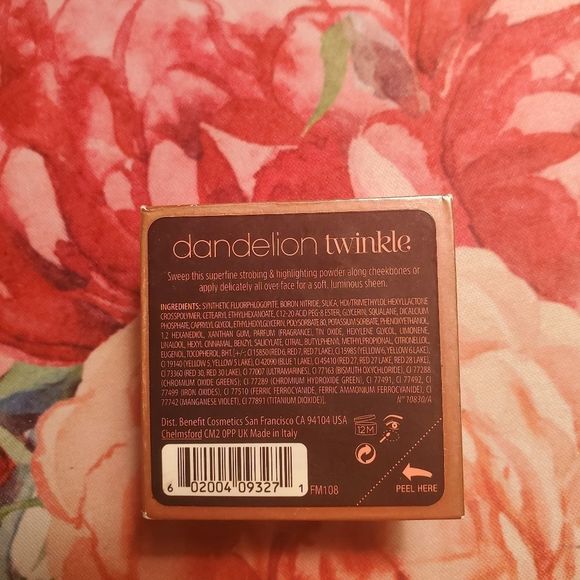 dandelion twinkle
Sweep this superfine strobing & highlighting powder along cheekbones or
apply delicately all over face for a soft, luminous sheen.
INGREDIENTS: SYNTHETIC FLUORPHLOGOPITE, BORON NITRIDE, SILICA, HDI/TRIMETHYLOL HEXYLLACTONE
CROSSPOLYMER, CETEARYL ETHYLHEXANOATE, C12-20 ACID PEG-8 ESTER, GLYCERIN, SQUALANE, DICALCIUM
PHOSPHATE, CAPRYLYL GLYCOL, ETHYLHEXYLGLYCERIN, POLYSORBATE 80, POTASSIUM SORBATE, PHENOXYETHANOL,
1,2 HEXANEDIOL, XANTHAN GUM, PARFUM (FRAGRANCE), TIN OXIDE, HEXYLENE GLYCOL, LIMONENE,
LINALOOL, HEXYL CINNAMAL, BENZYL SALICYLATE, CITRAL, BUTYLPHENYL METHYLPROPIONAL, CITRONELLOL,
EUGENOL, TOCOPHEROL, BHT. [+/-: CI 15850 (RED 6, RED 7, RED 7 LAKE), CI 15985 (YELLOW 6, YELLOW 6 LAKE),
CI 19140 (YELLOW 5, YELLOW 5 LAKE), CI 42090 (BLUE 1 LAKE), CI 45410 (RED 27, RED 27 LAKE, RED 28 LAKE),
CI 73360 (RED 30, RED 30 LAKE), CI 77007 (ULTRAMARINES), CI 77163 (BISMUTH OXYCHLORIDE), CI 77288
(CHROMIUM OXIDE GREENS), CI 77289 (CHROMIUM HYDROXIDE GREEN), CI 77491, CI 77492, CI
77499 (IRON OXIDES), CI 77510 (FERRIC FERROCYANIDE, FERRIC AMMONIUM FERROCYANIDE), CI
77742 (MANGANESE VIOLET), CI 77891 (TITANIUM DIOXIDE)].
N° 10830/A
Dist. Benefit Cosmetics San Francisco CA 94104 USA
Chelmsford CM2 0PP UK Made in Italy
12M
6 02004 09327 1
FM108
PEEL HERE